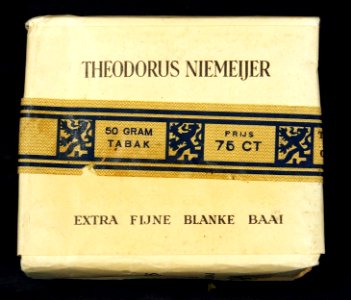 THEODORUS NIEMEIJER
50 GRAM PRIJS
TABAK 75 CT
EXTRA FIJNE BLANKE BAAI